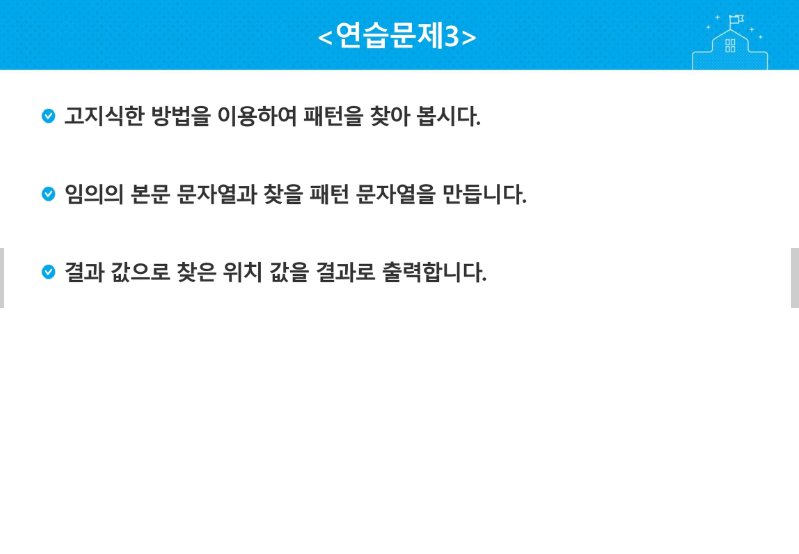 <연습문제3>
고지식한 방법을 이용하여 패턴을 찾아 봅시다.
임의의 본문 문자열과 찾을 패턴 문자열을 만듭니다.
결과 값으로 찾은 위치 값을 결과로 출력합니다.